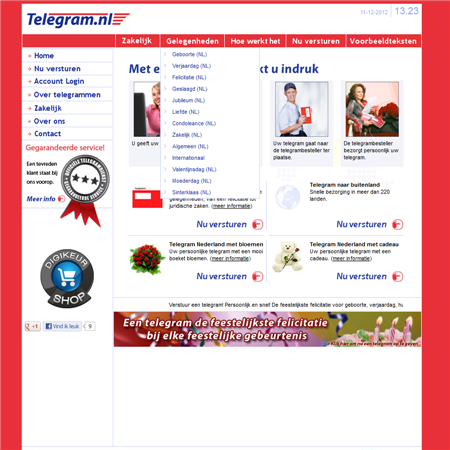 Telegram.nl
11-12-2012 13.23
Zakelijk Gelegenheden Hoe werkt het Nu versturen Voorbeeldteksten
Home
Nu versturen
Account Login
Over telegrammen
Zakelijk
Over ons
Contact
Gegarandeerde service!
Een tevreden
klant staat bij
ons voorop.
Meer info
DIGIKEUR
SHOP
+1 Vind ik leuk 9
Geboorte (NL)
Verjaardag (NL)
Felicitatie (NL)
Geslaagd (NL)
Jubileum (NL)
Liefde (NL)
Condoleance (NL)
Zakelijk (NL)
Algemeen (NL)
Internationaal
Valentijnsdag (NL)
Moederdag (NL)
Sinterklaas (NL)
Met e kt u indruk
U geeft uw
Uw telegram gaat naar
de telegrambesteller ter
plaatse.
De telegrambesteller
bezorgt persoonlijk uw
telegram.
gelegenheden, van een felicitatie tot
juridische zaken. (meer informatie)
Nu versturen
Telegram naar buitenland
Snelle bezorging in meer dan 220
landen.
Nu versturen
Telegram Nederland met bloemen
Uw telegram bezorgd met een mooi
boeket bloemen. (meer informatie)
Nu versturen
Telegram Nederland met cadeau
Uw telegram persoonlijk met een
cadeau. (meer informatie)
Nu versturen
Verstuur een telegram! Persoonlijk en snel! De feestelijkste felicitatie voor geboorte, verjaardag, hu
Een telegram de feestelijkste felicitatie
bij elke feestelijke gebeurtenis